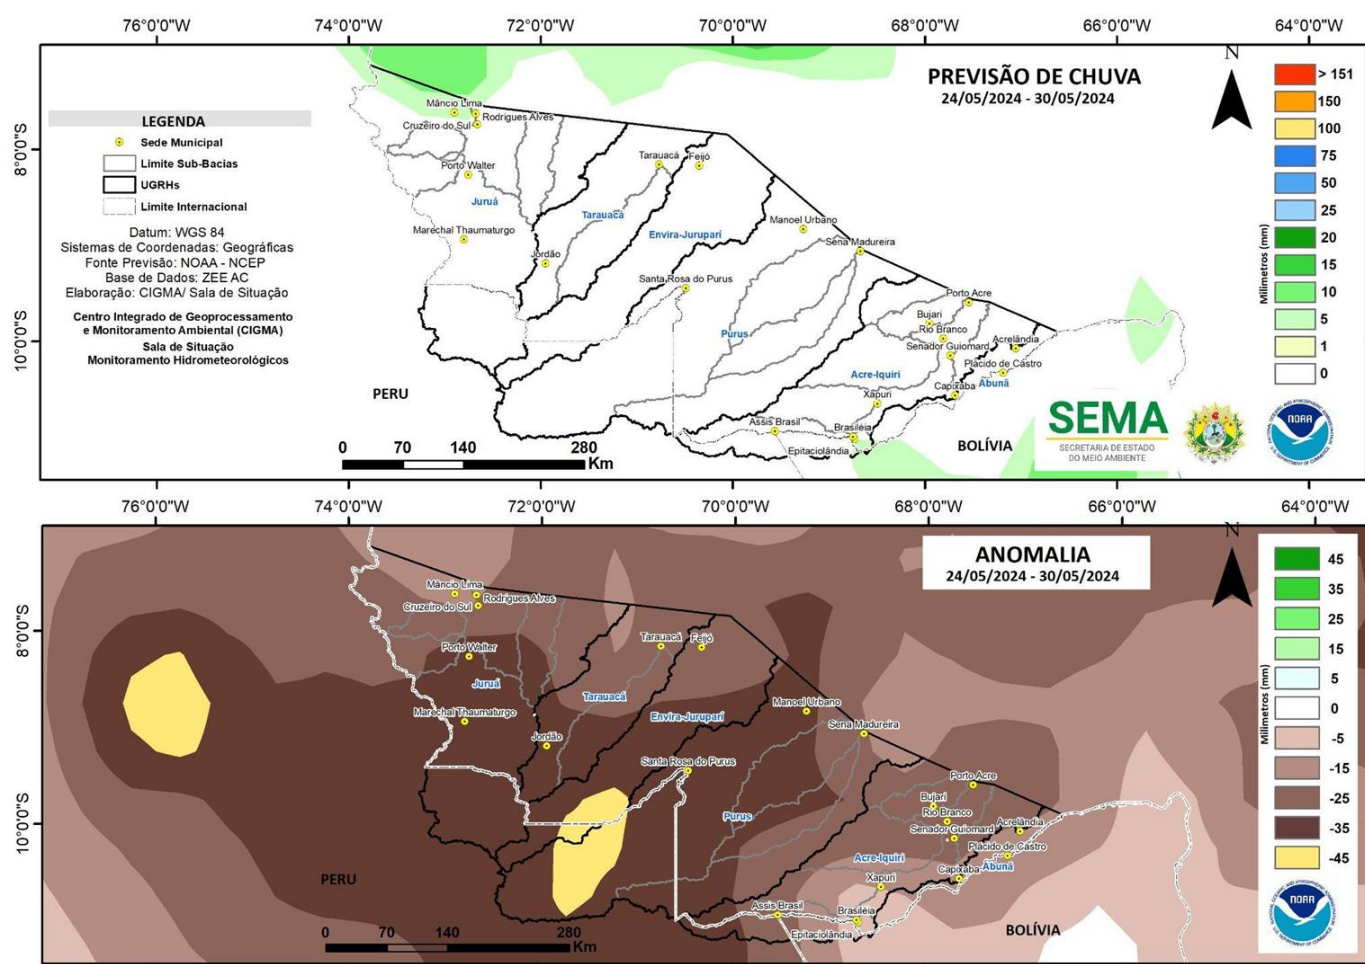 76°0'0"W
74°0'0"W
72°0'0"W
70°0'0"W
68°0'0"W
66°0'0"W
64°0'0"W
PREVISÃO DE CHUVA
24/05/2024 - 30/05/2024
N
> 151
150
100
75
50
25
20
15
10
5
1
0
Milimetros (mm)
LEGENDA
Sede Municipal
Limite Sub-Bacias
UGRHs
Limite Internacional
Datum: WGS 84
Sistemas de Coordenadas: Geográficas
Fonte Previsão: NOAA - NCEP
Base de Dados: ZEE AC
Elaboração: CIGMA/ Sala de Situação
Centro Integrado de Geoprocessamento
e Monitoramento Ambiental (CIGMA)
Sala de Situação
Monitoramento Hidrometeorológicos
8°0'0"S
10°0'0"S
Mâncio Lima
Rodrigues Alves
Cruzeiro do Sul
Porto Walter
Juruá
Marechal Thaumaturgo
Jordão
Tarauacá
Feijó
Tarauacá
Envira-Juruparí
Manoel Urbano
Sena Madureira
Santa Rosa do Purus
Purus
Porto Acre
Bujari
Rio Branco
Senador Guiomard
Acrelândia
Plácido de Castro
Acre-Iquiri
Abunã
Capixaba
Xapuri
Assis Brasil
Brasiléia
Epitaciolândia
PERU
BOLÍVIA
0 70 140 280
Km
SEMA
SECRETARIA DE ESTADO
DO MEIO AMBIENTE
NOAA
76°0'0"W
74°0'0"W
72°0'0"W
70°0'0"W
68°0'0"W
66°0'0"W
64°0'0"W
ANOMALIA
24/05/2024 - 30/05/2024
N
45
35
25
15
5
0
-5
-15
-25
-35
-45
Milimetros (mm)
8°0'0"S
10°0'0"S
Mâncio Lima
Rodrigues Alves
Cruzeiro do Sul
Porto Walter
Juruá
Marechal Thaumaturgo
Jordão
Tarauacá
Feijó
Tarauacá
Envira-Juruparí
Manoel Urbano
Sena Madureira
Santa Rosa do Purus
Purus
Porto Acre
Bujari
Rio Branco
Senador Guiomard
Acrelândia
Plácido de Castro
Acre-Iquiri
Abunã
Capixaba
Xapuri
Assis Brasil
Brasiléia
Epitaciolândia
PERU
BOLÍVIA
0 70 140 280
Km
NOAA